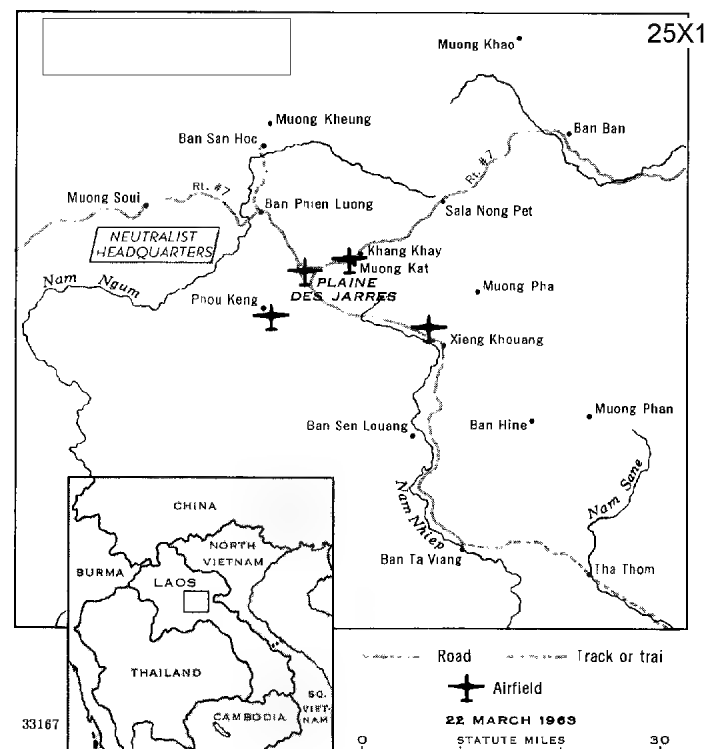 25X1
Muong Khao
Muong Kheung
Ban San Hoc
Ban Ban
Rt. #7
Rt. #7
Muong Soui
Ban Phien Luong
Sala Nong Pet
NEUTRALIST
HEADQUARTERS
Khang Khay
Muong Kat
Nam Ngum
PLAINE
DES JARRES
Muong Pha
Phou Keng
Xieng Khouang
Muong Phan
Ban Sen Louang
Ban Hine
Nam Sane
Nam Nhiep
Ban Ta Viang
Tha Thom
CHINA
NORTH
VIETNAM
BURMA
LAOS
THAILAND
SO.
VIET-
NAM
CAMBODIA
33167
Road
Track or trai
Airfield
22 MARCH 1963
0 STATUTE MILES 30